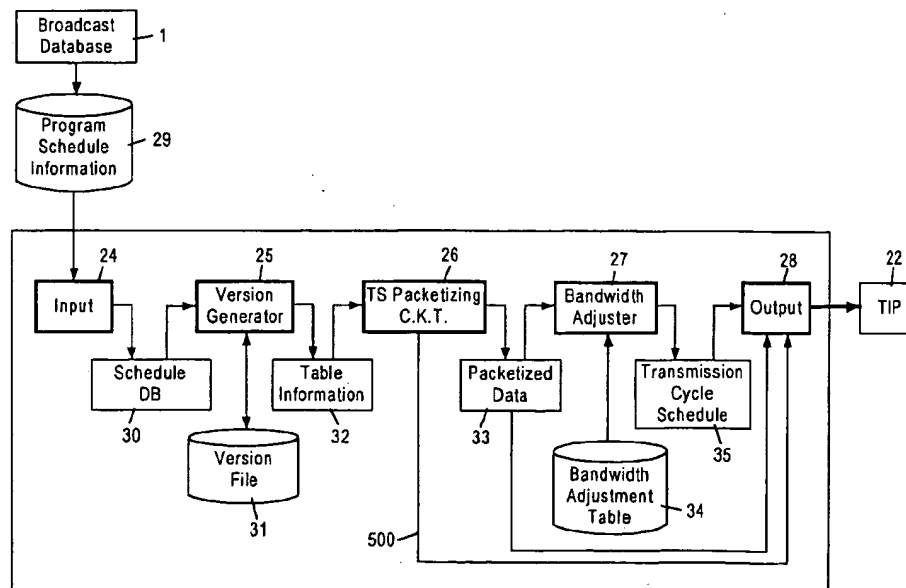 Broadcast
Database
1
Program
Schedule
Information
29
24
Input
25
Version
Generator
26
TS Packetizing
C.K.T.
27
Bandwidth
Adjuster
28
Output
22
TIP
Schedule
DB
30
Table
Information
32
Packetized
Data
33
Transmission
Cycle
Schedule
35
Version
File
31
Bandwidth
Adjustment
Table
34
500